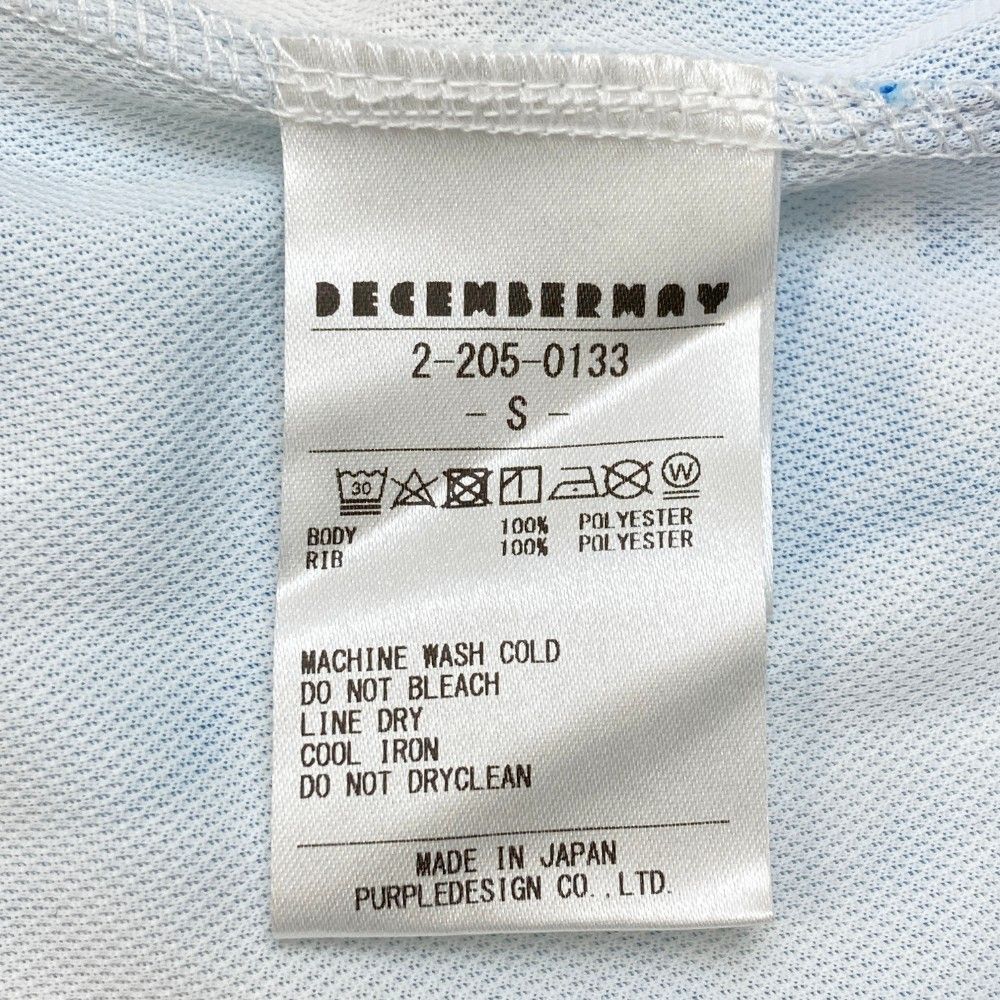 DECEMBERMAY
2-205-0133
- S -
30 W
BODY 100% POLYESTER
RIB 100% POLYESTER
MACHINE WASH COLD
DO NOT BLEACH
LINE DRY
COOL IRON
DO NOT DRYCLEAN
MADE IN JAPAN
PURPLEDESIGN CO.,LTD.